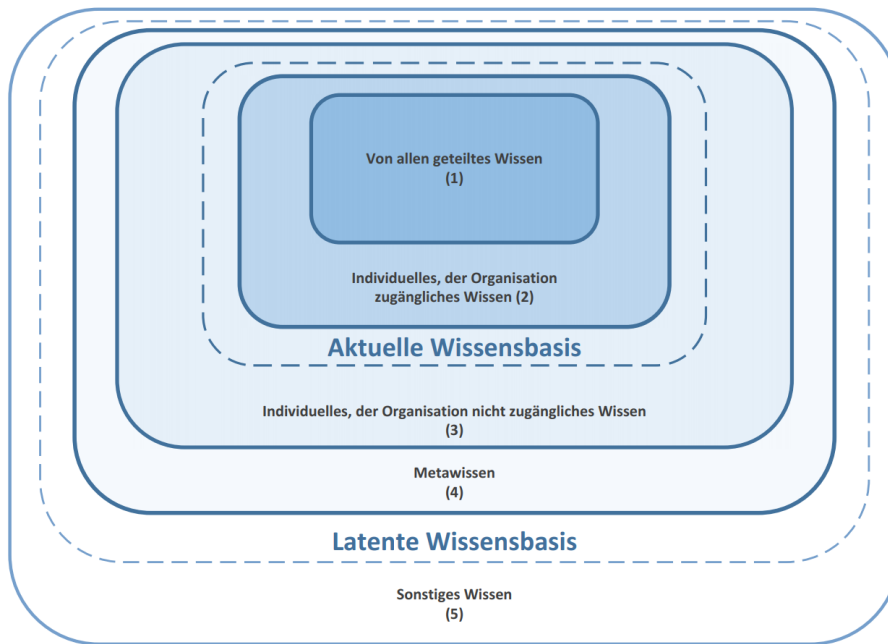 Von allen geteiltes Wissen
(1)
Individuelles, der Organisation
zugängliches Wissen (2)
Aktuelle Wissensbasis
Individuelles, der Organisation nicht zugängliches Wissen
(3)
Metawissen
(4)
Latente Wissensbasis
Sonstiges Wissen
(5)